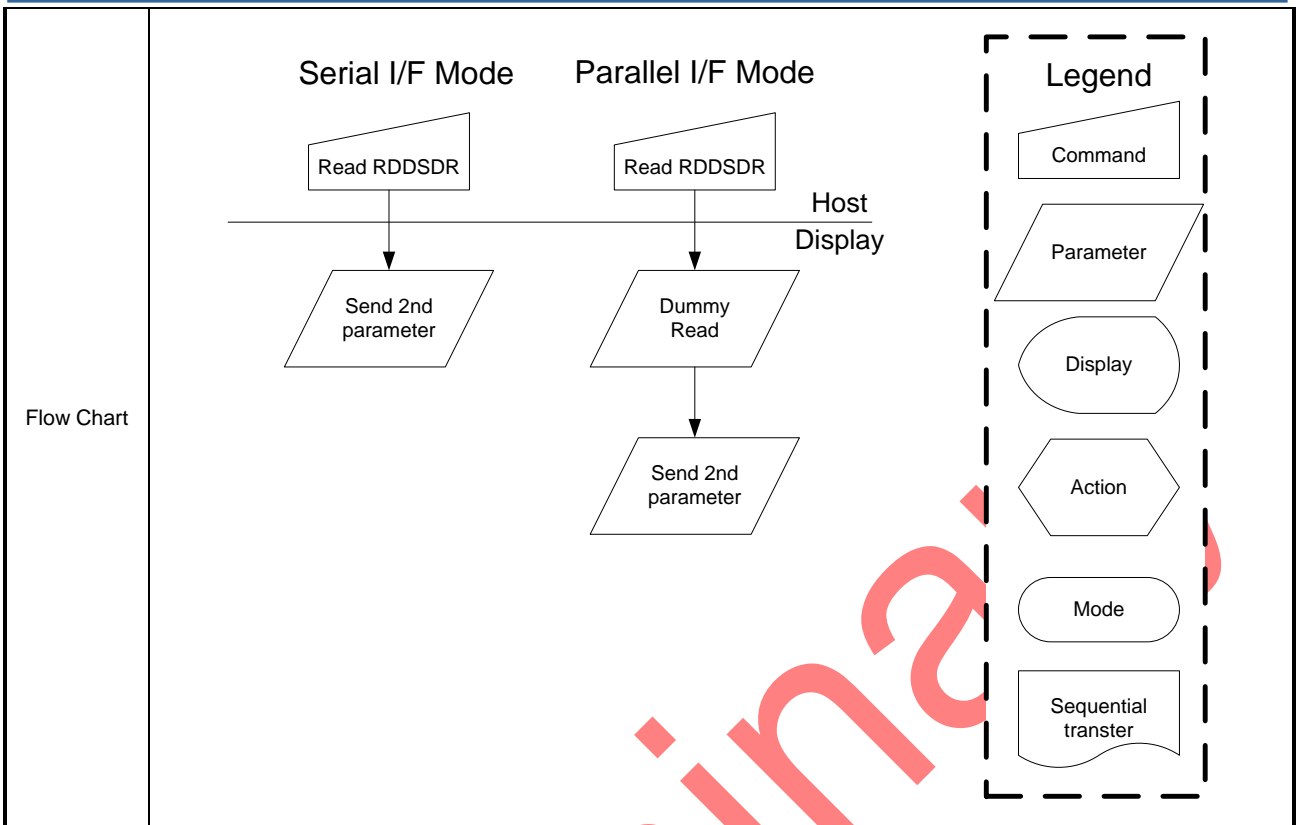 Flow Chart
Serial I/F Mode
Read RDDSDR
Send 2nd
parameter
Parallel I/F Mode
Read RDDSDR
Host
Display
Dummy
Read
Send 2nd
parameter
Legend
Command
Parameter
Display
Action
Mode
Sequential
transter